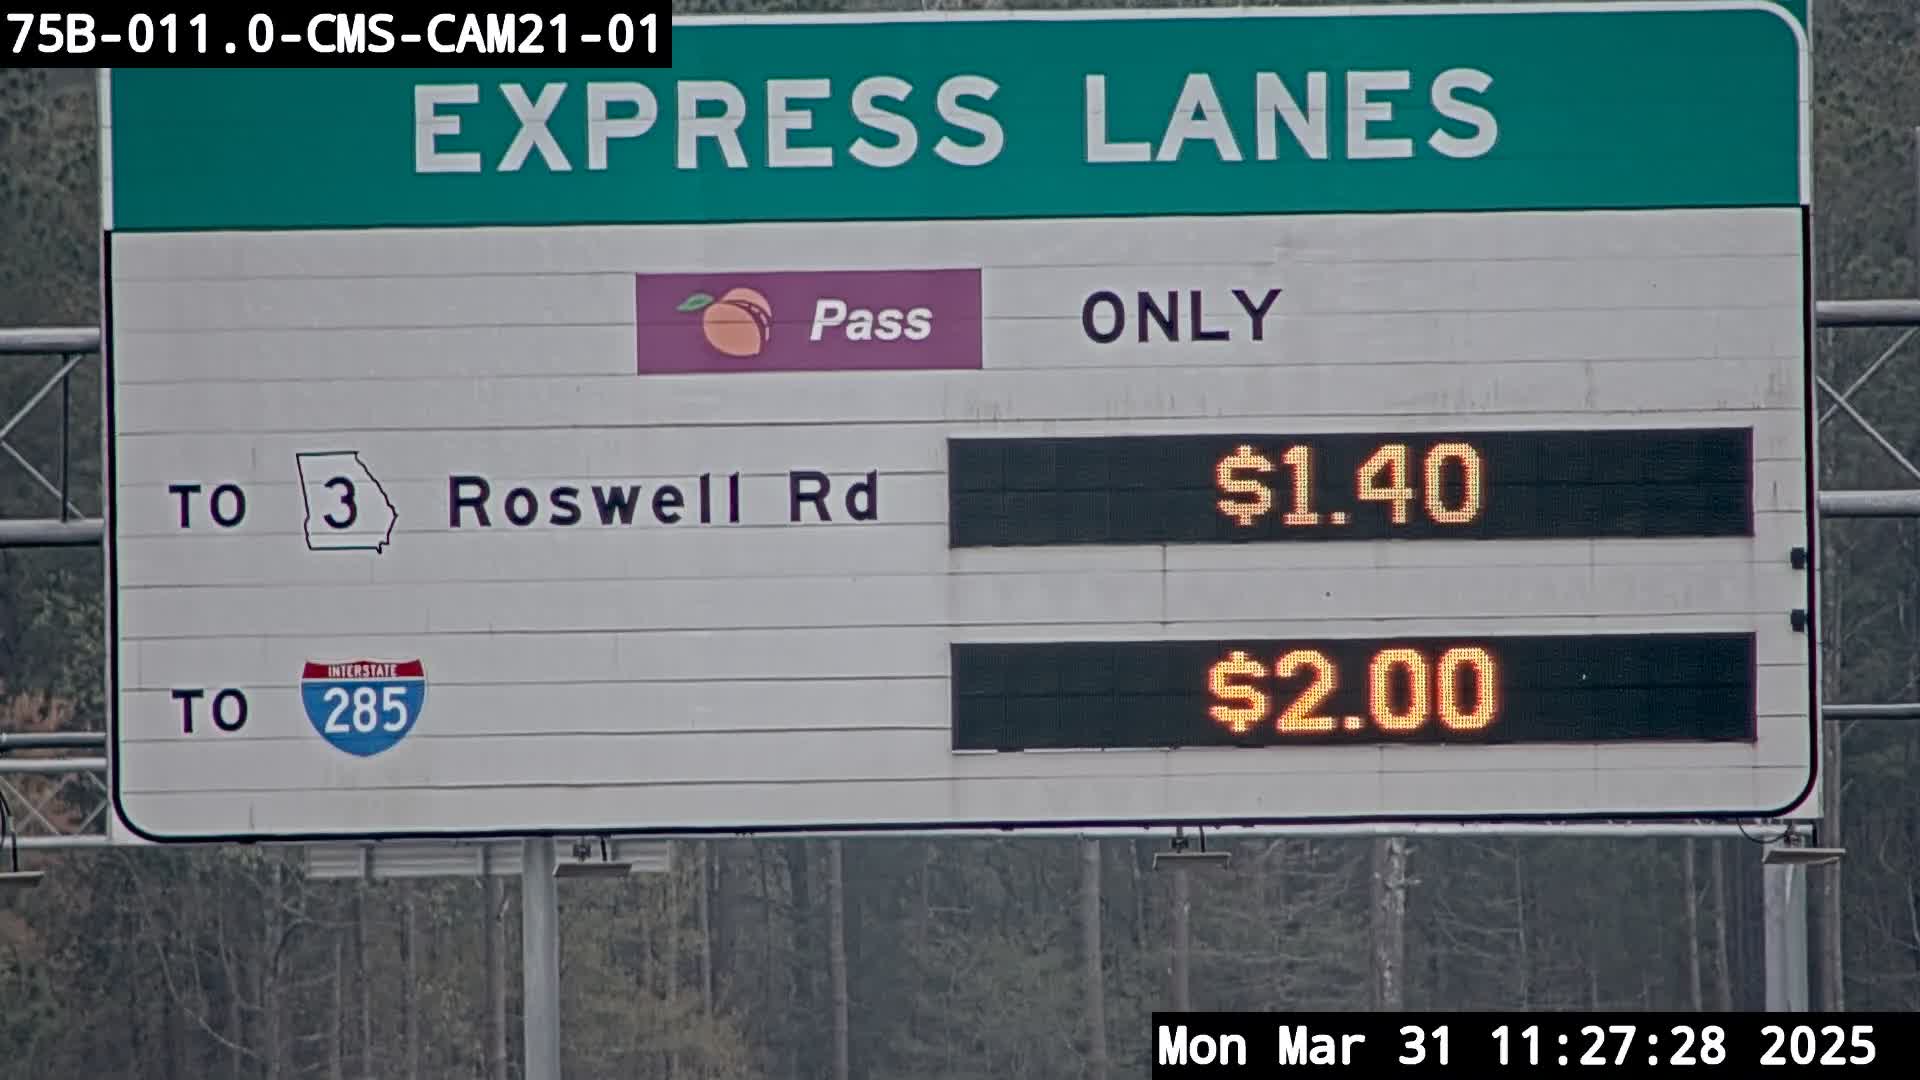 75B-011.0-CMS-CAM21-01
EXPRESS LANES
Pass ONLY
TO 3 Roswell Rd $1.40
TO INTERSTATE 285 $2.00
Mon Mar 31 11:27:28 2025